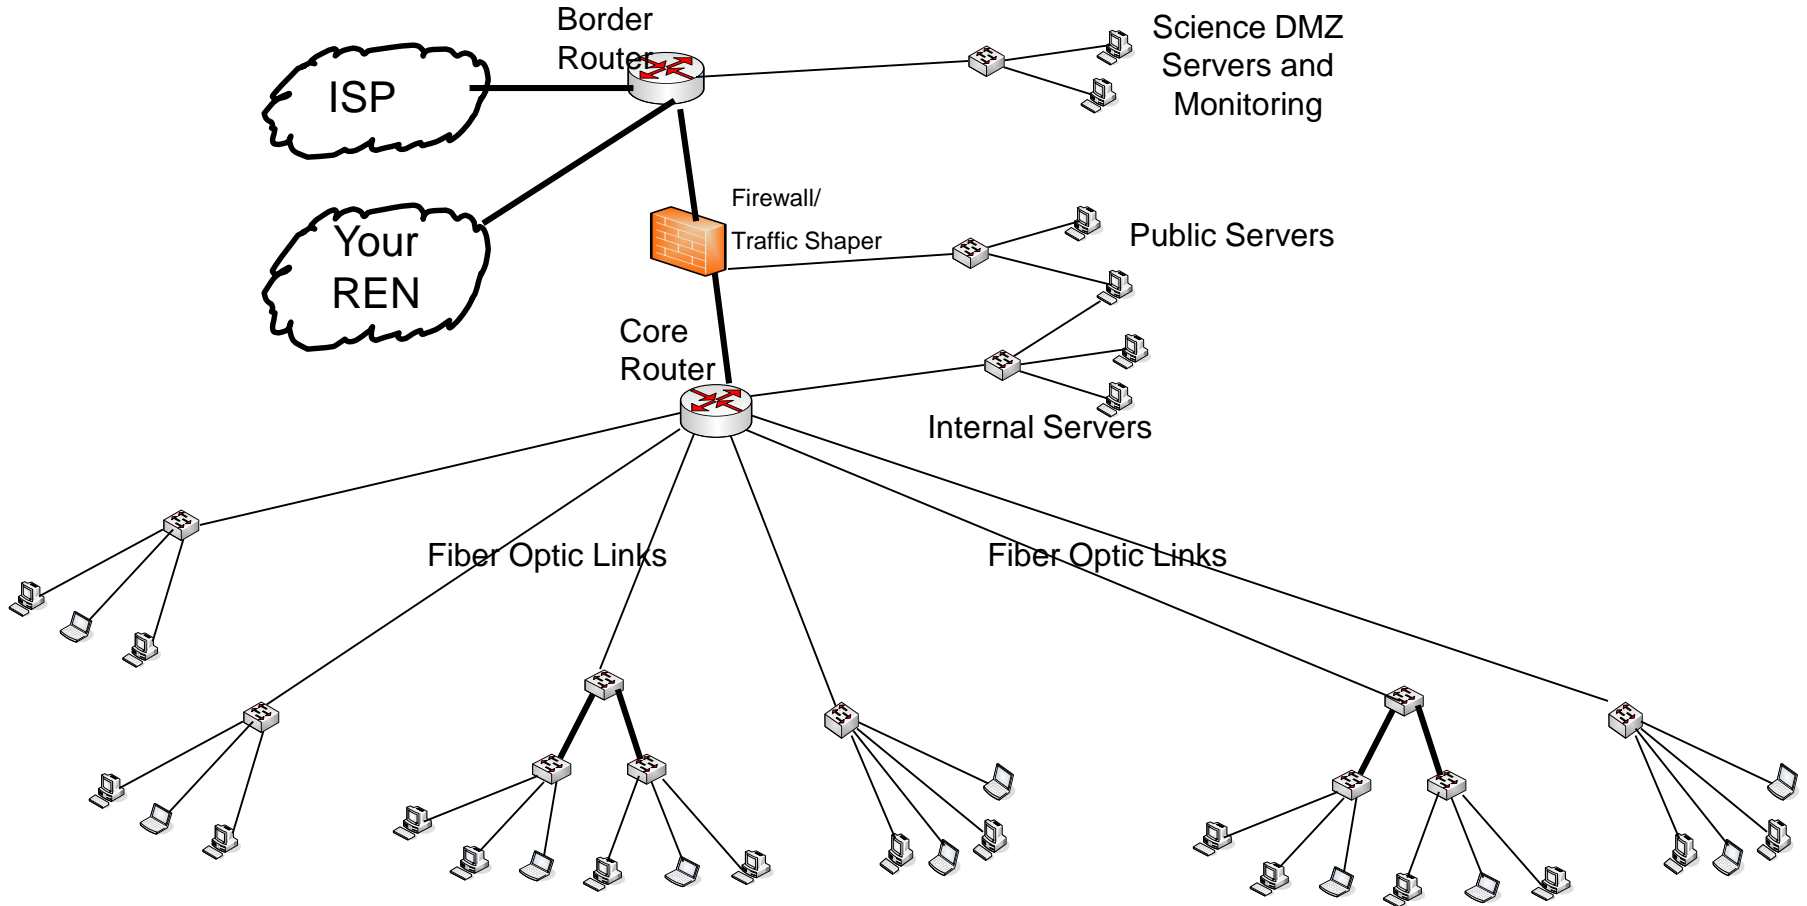 Border
Router
Science DMZ
Servers and
Monitoring
ISP
Firewall/
Traffic Shaper
Public Servers
Your
REN
Core
Router
Internal Servers
Fiber Optic Links
Fiber Optic Links